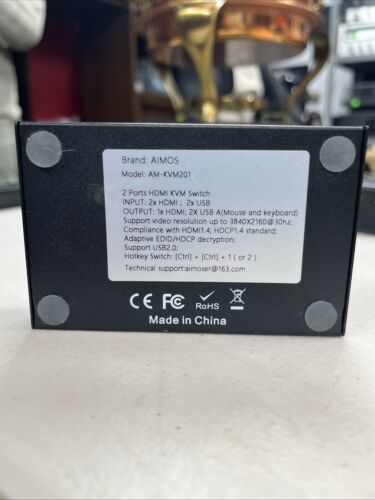 Brand: AIMOS
Model: AM-KVM201
2 Ports HDMI KVM Switch
INPUT: 2x HDMI ; 2x USB
OUTPUT: 1x HDMI; 2X USB A(Mouse and keyboard)
Support video resolution up to 3840X2160@30hz;
Compliance with HDMI1.4; HDCP1.4 standard;
Adaptive EDID/HDCP decryption;
Support USB2.0;
Hotkey Switch: [Ctrl] + [Ctrl] + 1 ( or 2 )
Technical support:aimoser@163.com
CE FC RoHS
Made in China